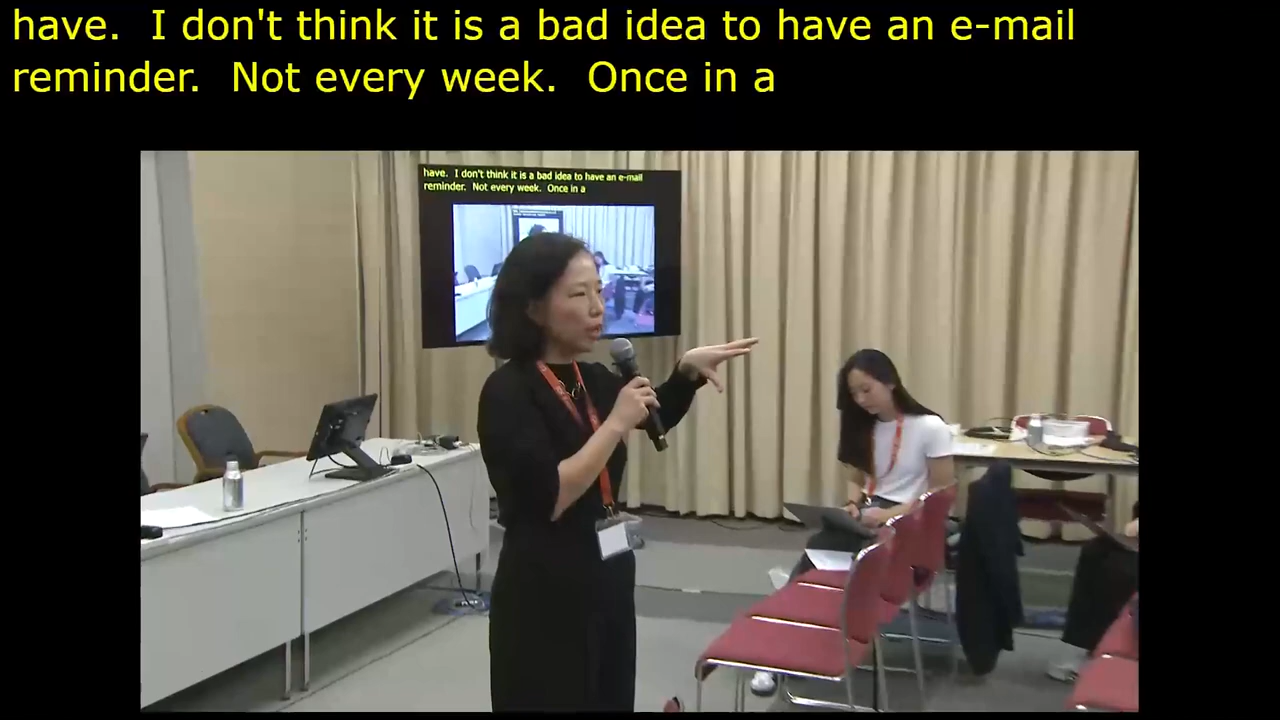 have.  I don't think it is a bad idea to have an e-mail
reminder.  Not every week.  Once in a
have.  I don't think it is a bad idea to have an e-mail
reminder.  Not every week.  Once in a